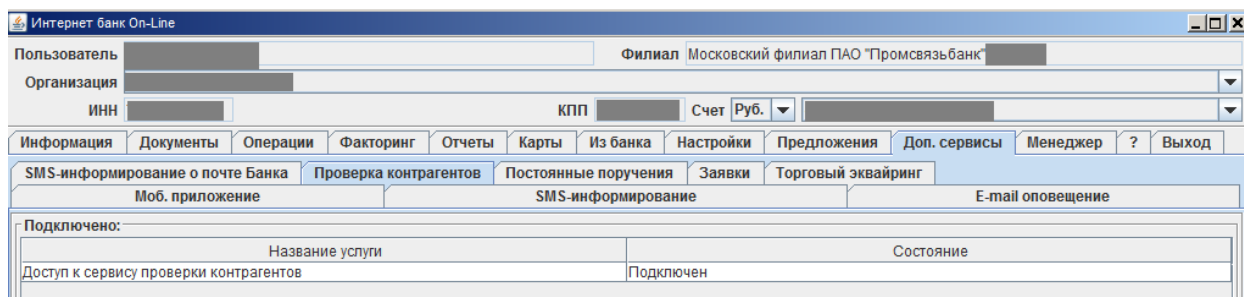 Интернет банк On-Line
Пользователь Филиал Московский филиал ПАО "Промсвязьбанк"
Организация
ИНН КПП Счет Руб.
Информация Документы Операции Факторинг Отчеты Карты Из банка Настройки Предложения Доп. сервисы Менеджер ? Выход
SMS-информирование о почте Банка Проверка контрагентов Постоянные поручения Заявки Торговый эквайринг
Моб. приложение SMS-информирование E-mail оповещение
Подключено:
Название услуги Состояние
Доступ к сервису проверки контрагентов Подключен